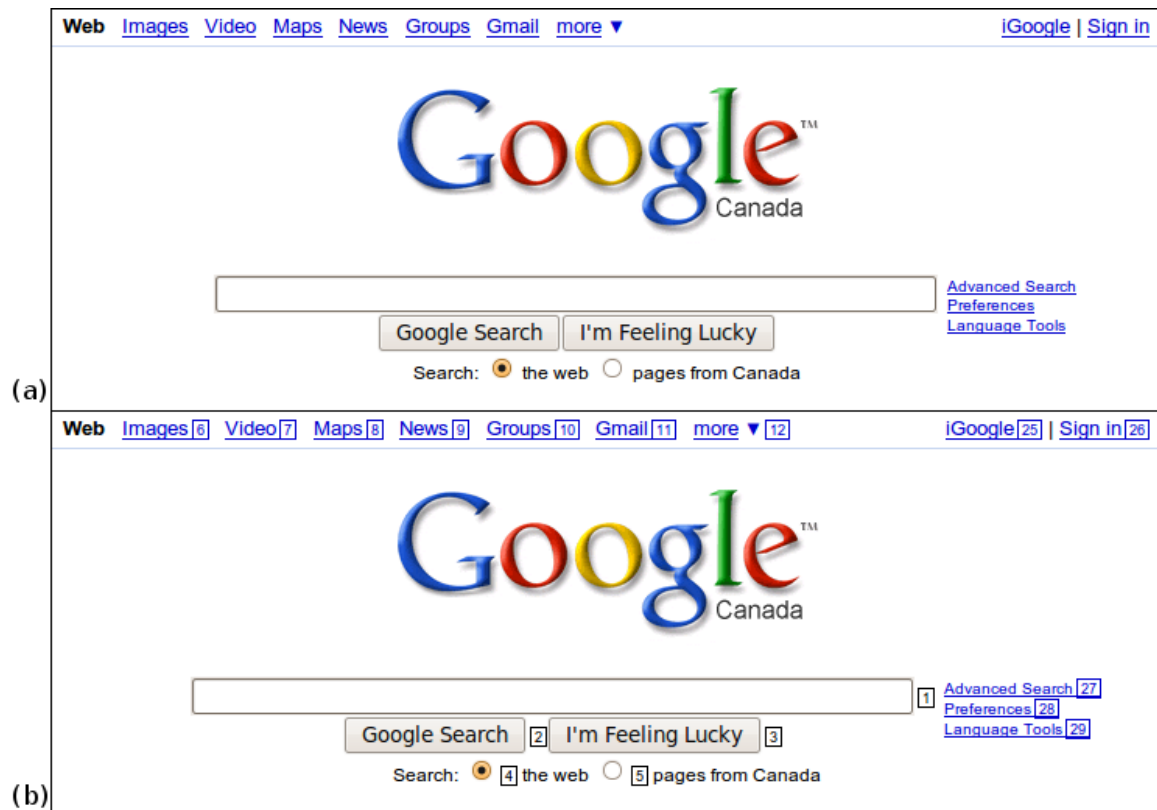 Web Images Video Maps News Groups Gmail more ▼ iGoogle | Sign in
Google™
Canada
Advanced Search
Preferences
Language Tools
Google Search I'm Feeling Lucky
Search: the web pages from Canada
(a)
Web Images 6 Video 7 Maps 8 News 9 Groups 10 Gmail 11 more ▼ 12 iGoogle 25 | Sign in 26
Google™
Canada
1 Advanced Search 27
Preferences 28
Language Tools 29
Google Search 2 I'm Feeling Lucky 3
Search: 4 the web 5 pages from Canada
(b)